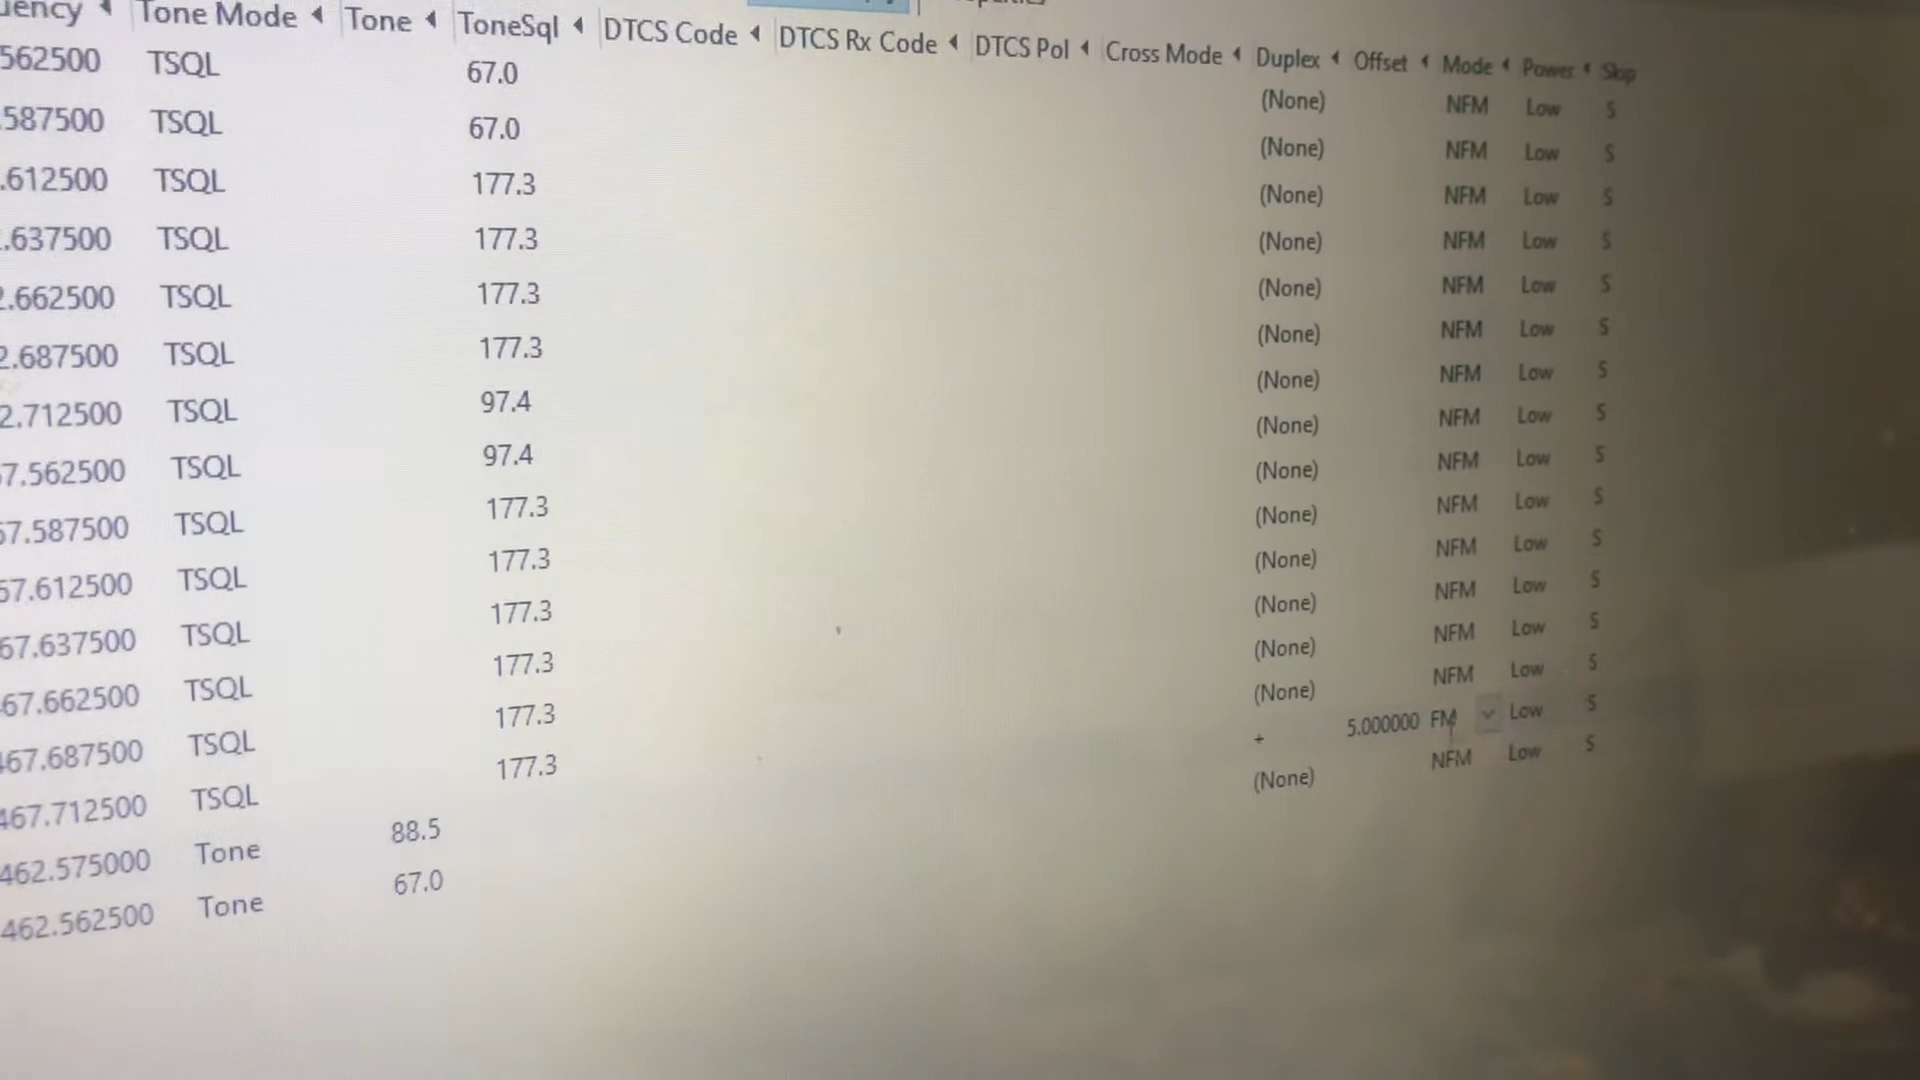 uency Tone Mode Tone ToneSql DTCS Code DTCS Rx Code DTCS Pol Cross Mode Duplex Offset Mode Power Skip
562500 TSQL 67.0 (None) NFM Low S
.587500 TSQL 67.0 (None) NFM Low S
.612500 TSQL 177.3 (None) NFM Low S
.637500 TSQL 177.3 (None) NFM Low S
2.662500 TSQL 177.3 (None) NFM Low S
2.687500 TSQL 177.3 (None) NFM Low S
2.712500 TSQL 97.4 (None) NFM Low S
7.562500 TSQL 97.4 (None) NFM Low S
67.587500 TSQL 177.3 (None) NFM Low S
67.612500 TSQL 177.3 (None) NFM Low S
67.637500 TSQL 177.3 (None) NFM Low S
67.662500 TSQL 177.3 (None) NFM Low S
467.687500 TSQL 177.3 (None) NFM Low S
467.712500 TSQL 177.3 (None) NFM Low S
462.575000 Tone 88.5 + 5.000000 FM Low S
462.562500 Tone 67.0 (None) NFM Low S